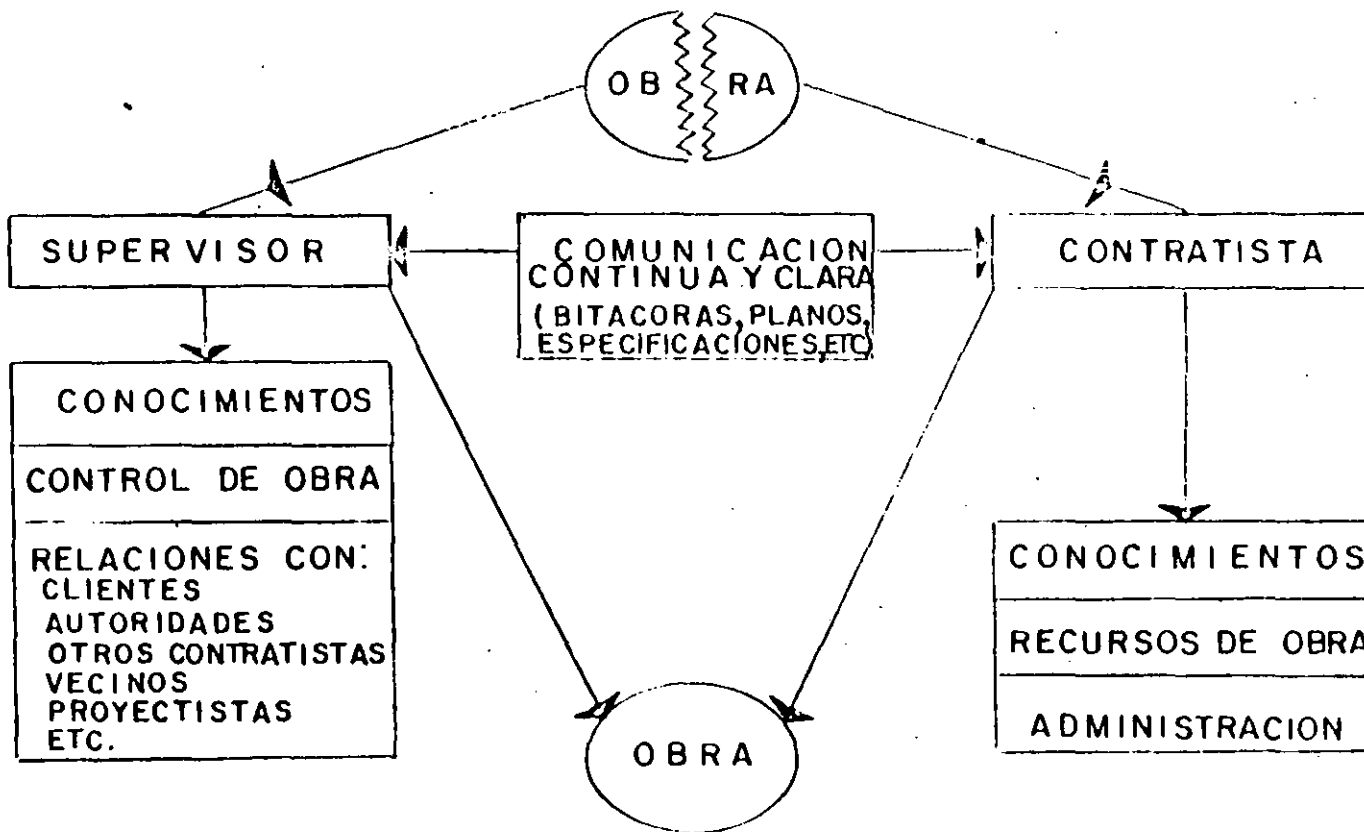 OB RA
SUPERVISOR
COMUNICACION
CONTINUA Y CLARA
(BITACORAS, PLANOS,
ESPECIFICACIONES, ETC)
CONTRATISTA
CONOCIMIENTOS
CONTROL DE OBRA
RELACIONES CON:
CLIENTES
AUTORIDADES
OTROS CONTRATISTAS
VECINOS
PROYECTISTAS
ETC.
CONOCIMIENTOS
RECURSOS DE OBRA
ADMINISTRACION
OBRA